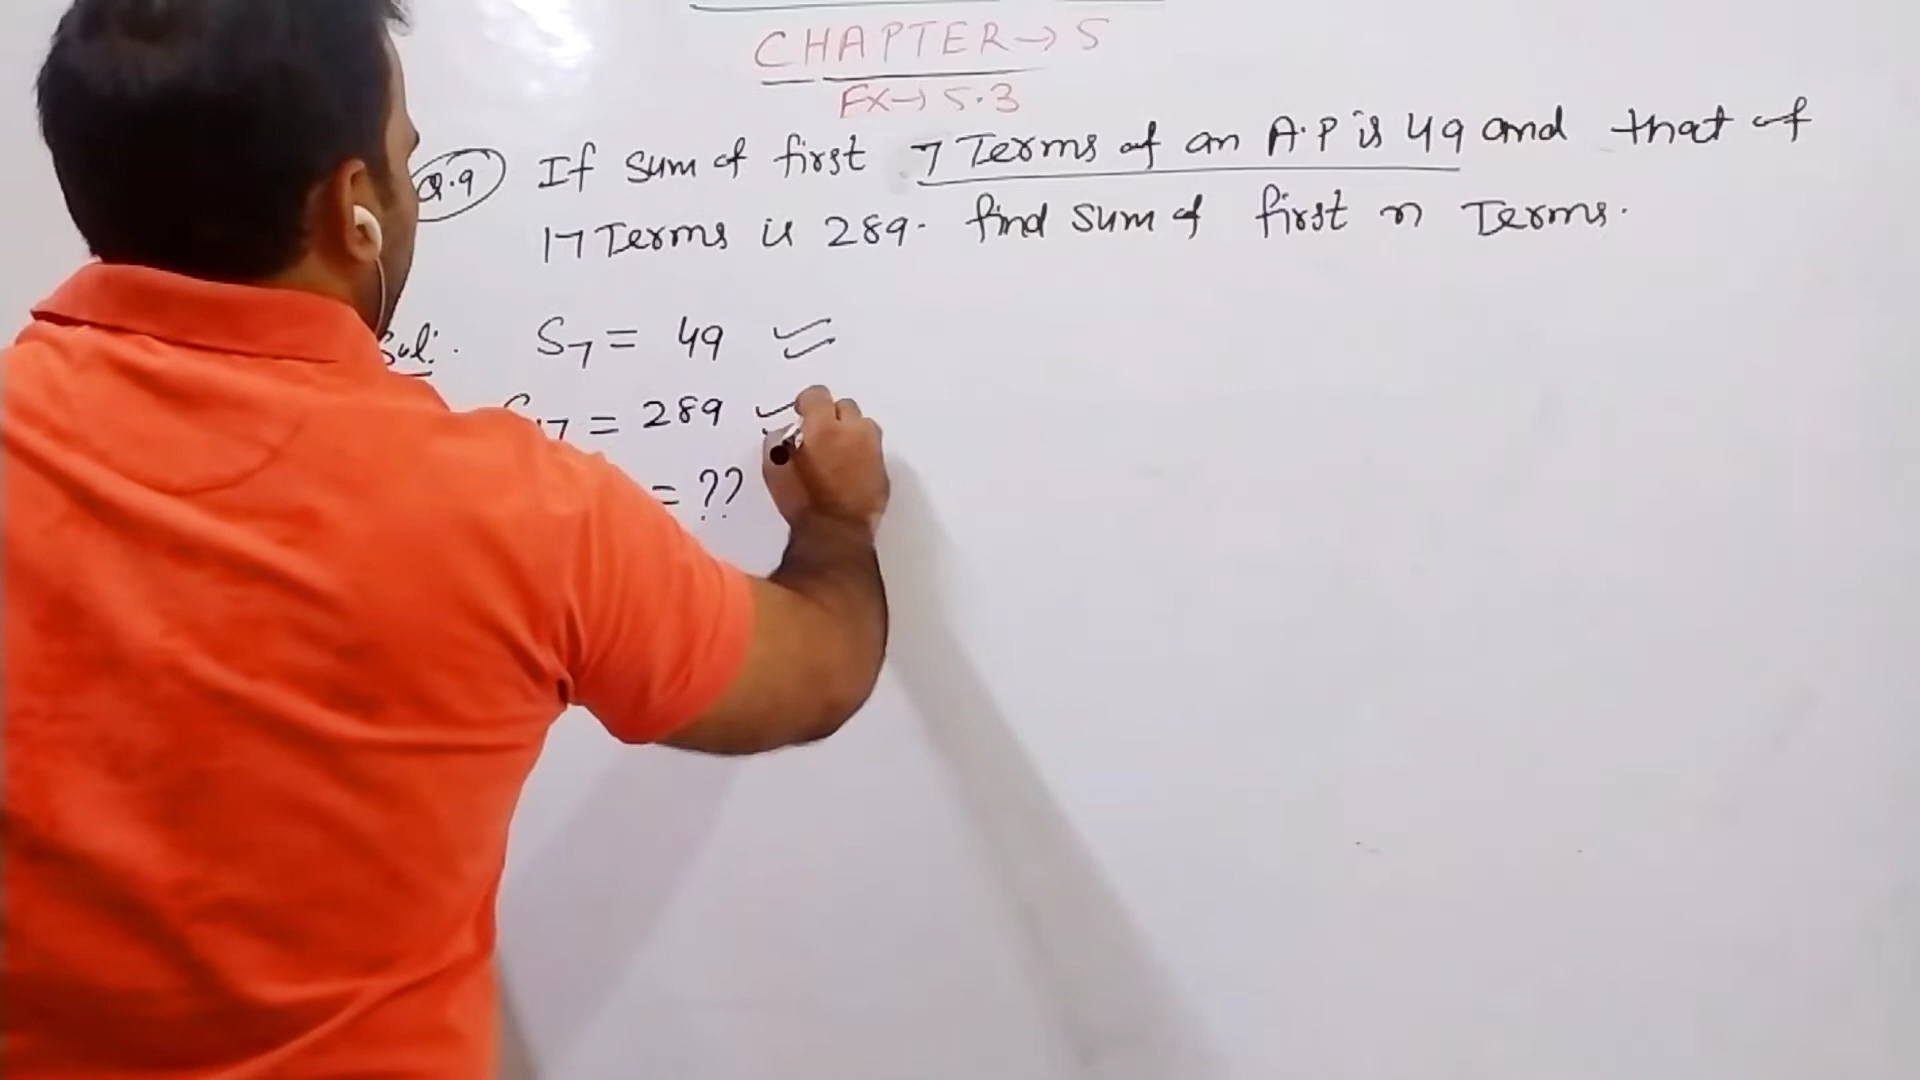 CHAPTER→5
EX→5.3
Q.9 If sum of first 7 Terms of an A.P is 49 and that of
17 Terms is 289. find sum of first n Terms.
Sol:. S7 = 49
17 = 289
= ??